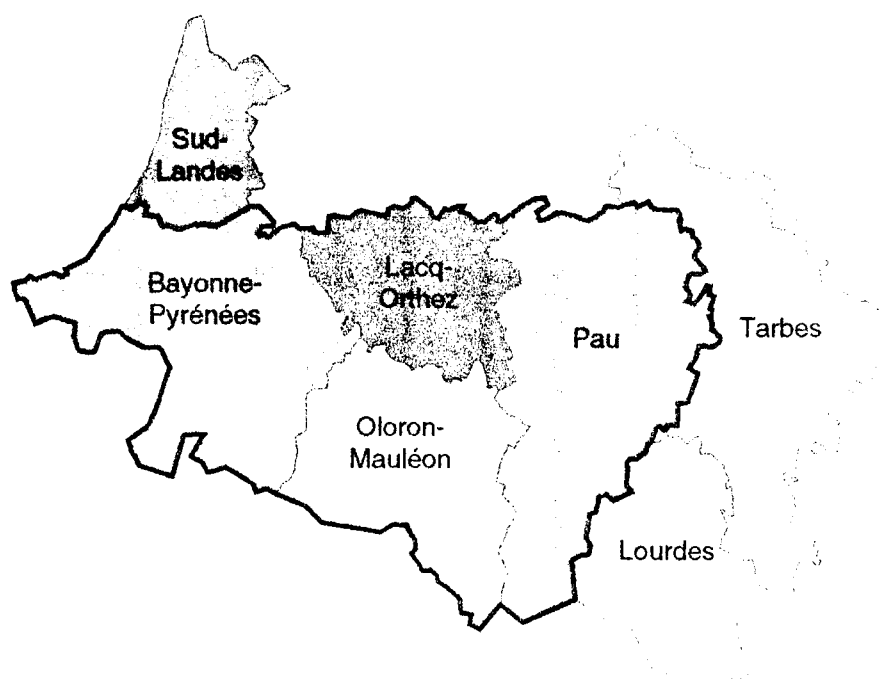 Sud-
Landes
Bayonne-
Pyrénées
Lacq-
Orthez
Pau
Tarbes
Oloron-
Mauléon
Lourdes